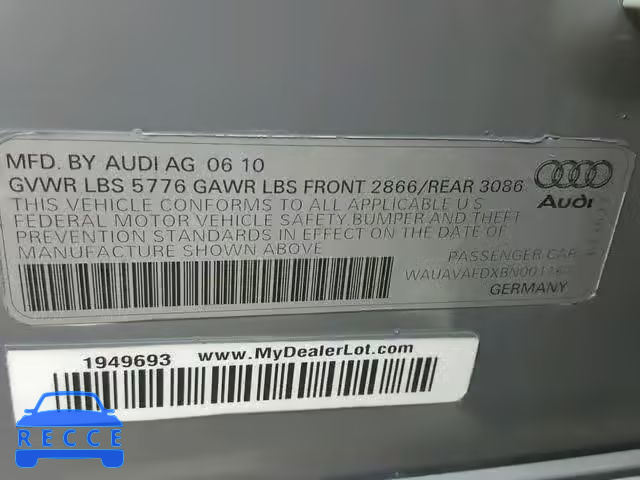 MFD. BY AUDI AG 06 10
GVWR LBS 5776 GAWR LBS FRONT 2866/REAR 3086
THIS VEHICLE CONFORMS TO ALL APPLICABLE U S
FEDERAL MOTOR VEHICLE SAFETY, BUMPER AND THEFT
PREVENTION STANDARDS IN EFFECT ON THE DATE OF
MANUFACTURE SHOWN ABOVE
Audi
PASSENGER CAR
GERMANY
1949693 www.MyDealerLot.com